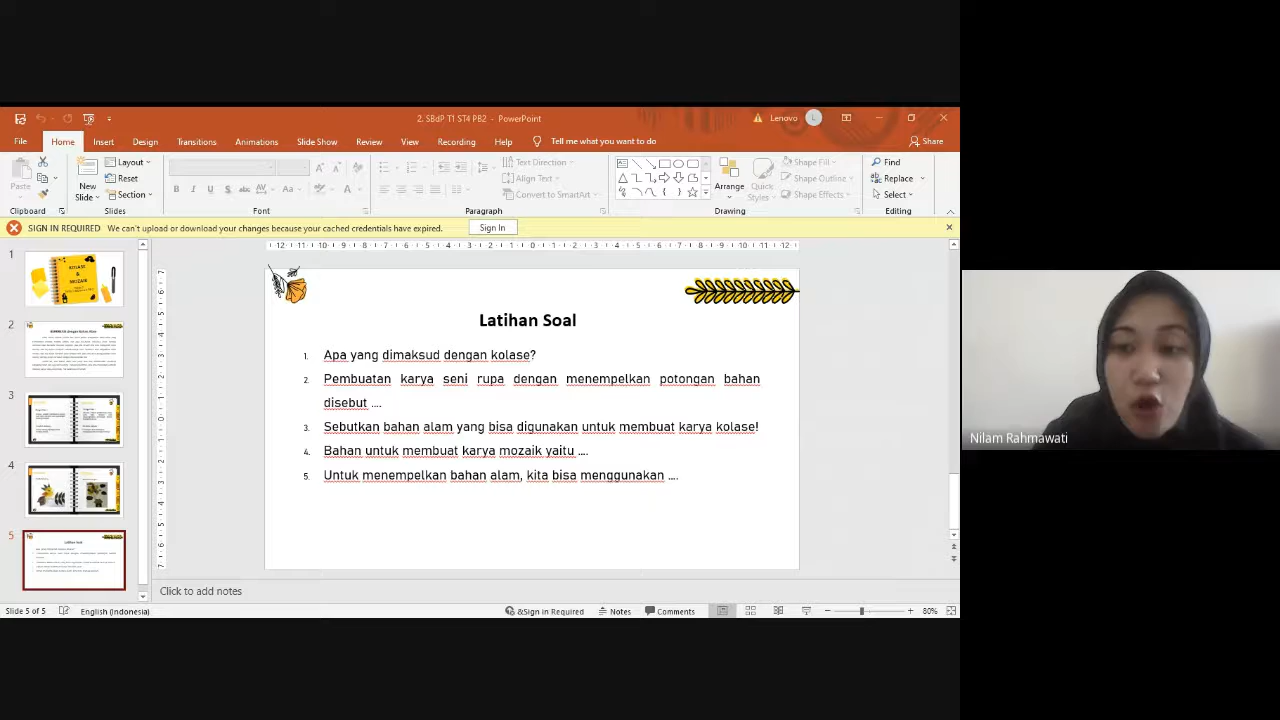 2. SBdP T1 ST4 PB2 - PowerPoint
Lenovo
L
File
Home
Insert
Design
Transitions
Animations
Slide Show
Review
View
Recording
Help
Tell me what you want to do
Share
Paste
New
Slide
Layout
Reset
Section
Text Direction
Align Text
Convert to SmartArt
Arrange
Quick
Styles
Shape Fill
Shape Outline
Shape Effects
Find
Replace
Select
Clipboard
Slides
Font
Paragraph
Drawing
Editing
SIGN IN REQUIRED We can't upload or download your changes because your cached credentials have expired.
Sign In
1
2
3
4
5
Latihan Soal
1. Apa yang dimaksud dengan kolase?
2. Pembuatan karya seni rupa dengan menempelkan potongan bahan
disebut ....
3. Sebutkan bahan alam yang bisa digunakan untuk membuat karya kolase!
4. Bahan untuk membuat karya mozaik yaitu ....
5. Untuk menempelkan bahan alam, kita bisa menggunakan ....
Nilam Rahmawati
Click to add notes
Slide 5 of 5
English (Indonesia)
&Sign in Required
Notes
Comments
80%